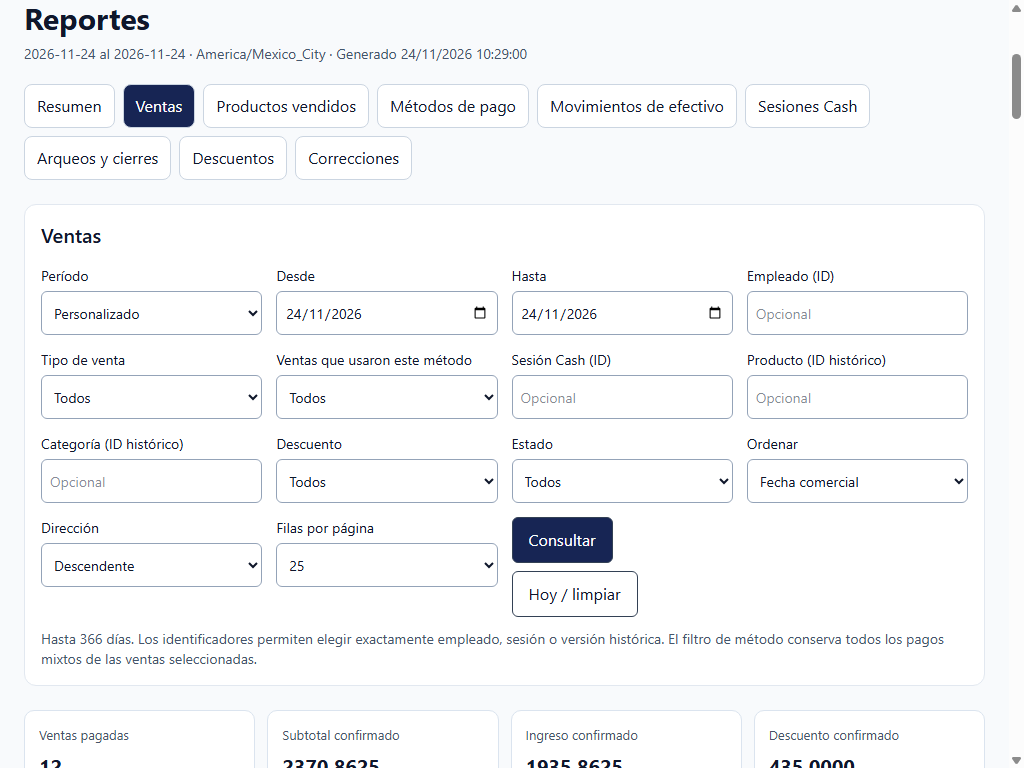 Reportes
2026-11-24 al 2026-11-24 · America/Mexico_City · Generado 24/11/2026 10:29:00
Resumen Ventas Productos vendidos Métodos de pago Movimientos de efectivo Sesiones Cash
Arqueos y cierres Descuentos Correcciones
Ventas
Período Desde Hasta Empleado (ID)
Personalizado 24/11/2026 24/11/2026 Opcional
Tipo de venta Ventas que usaron este método Sesión Cash (ID) Producto (ID histórico)
Todos Todos Opcional Opcional
Categoría (ID histórico) Descuento Estado Ordenar
Opcional Todos Todos Fecha comercial
Dirección Filas por página
Descendente 25 Consultar
Hoy / limpiar
Hasta 366 días. Los identificadores permiten elegir exactamente empleado, sesión o versión histórica. El filtro de método conserva todos los pagos
mixtos de las ventas seleccionadas.
Ventas pagadas Subtotal confirmado Ingreso confirmado Descuento confirmado
12 2370.8625 1935.8625 435.0000